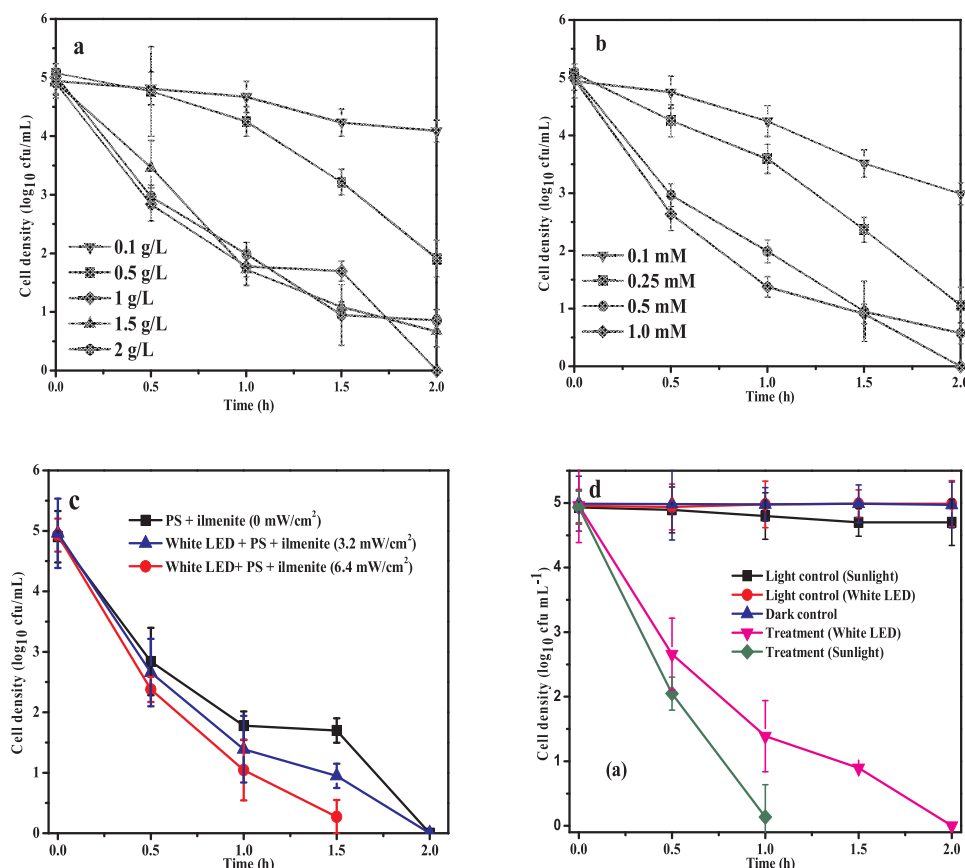 a
Cell density (log10 cfu/mL)
6
5
4
3
2
1
0
0.1 g/L
0.5 g/L
1 g/L
1.5 g/L
2 g/L
0.0 0.5 1.0 1.5 2.0
Time (h)
b
Cell density (log10 cfu/mL)
6
5
4
3
2
1
0
0.1 mM
0.25 mM
0.5 mM
1.0 mM
0.0 0.5 1.0 1.5 2.0
Time (h)
c
Cell density (log10 cfu/mL)
6
5
4
3
2
1
0
PS + ilmenite (0 mW/cm²)
White LED + PS + ilmenite (3.2 mW/cm²)
White LED+ PS + ilmenite (6.4 mW/cm²)
0.0 0.5 1.0 1.5 2.0
Time (h)
d
Cell density (log10 cfu mL⁻¹)
5
4
3
2
1
0
Light control (Sunlight)
Light control (White LED)
Dark control
Treatment (White LED)
Treatment (Sunlight)
(a)
0.0 0.5 1.0 1.5 2.0
Time (h)